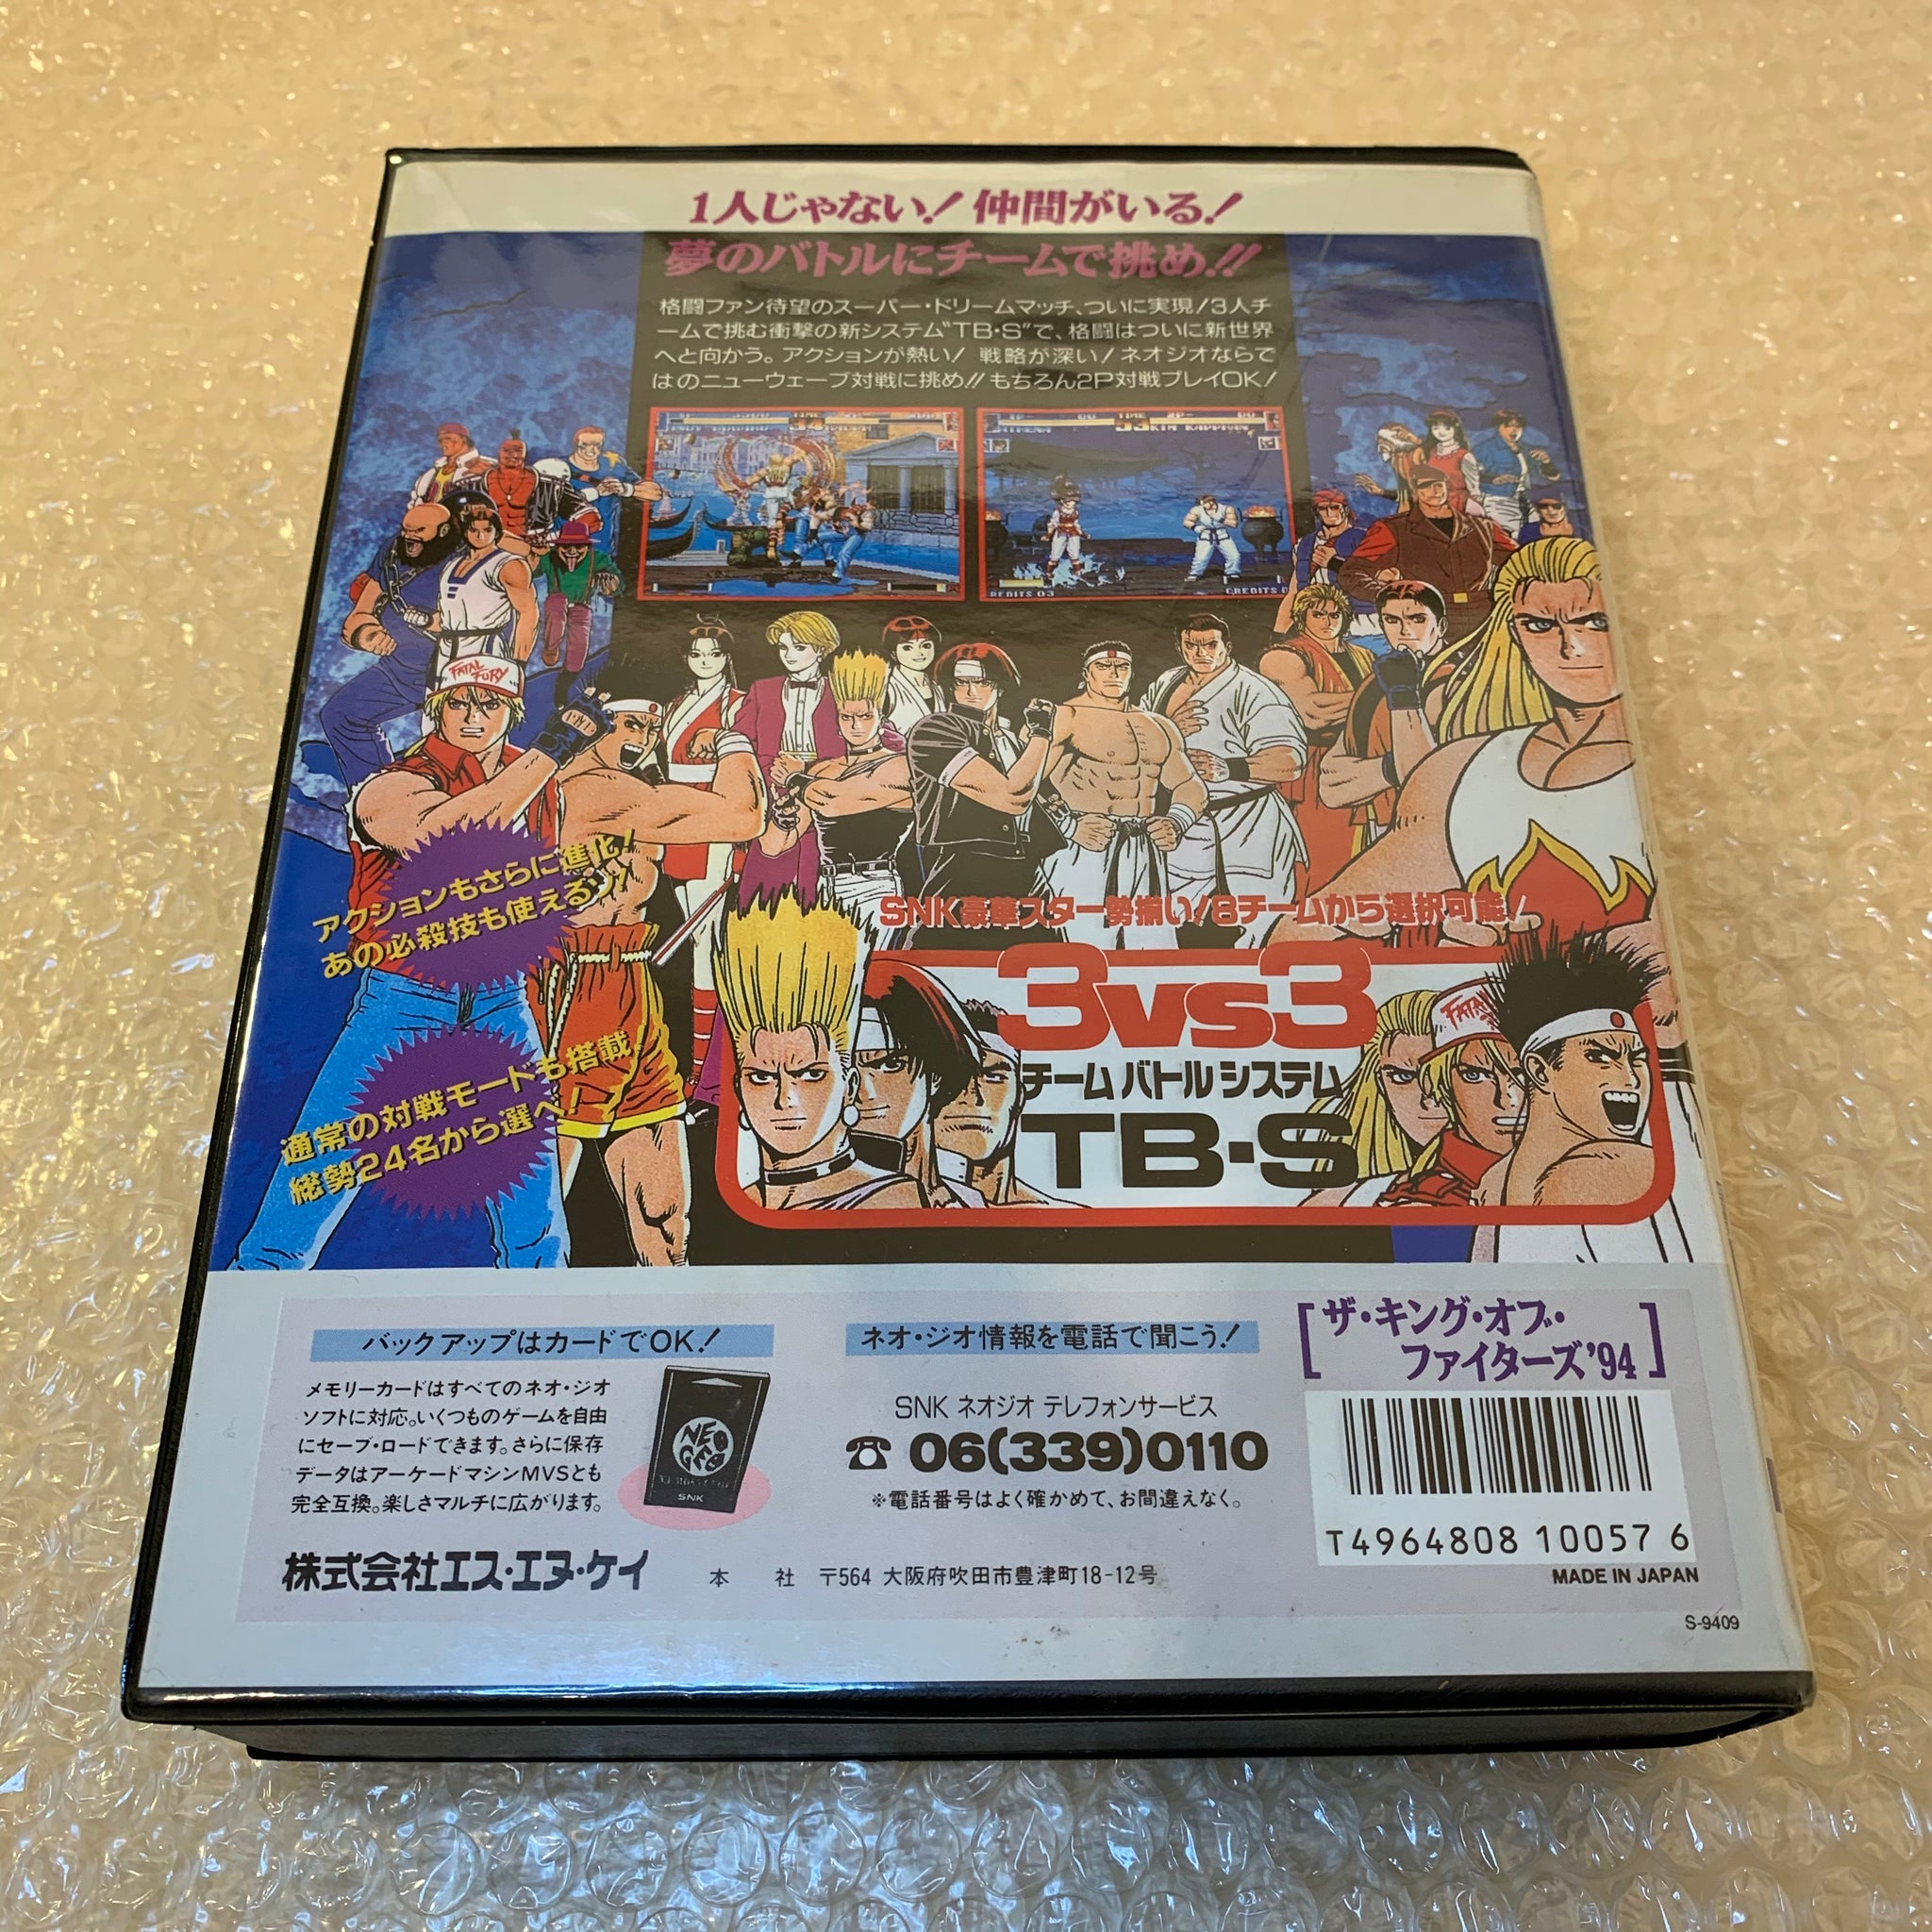 1人じゃない!仲間がいる!
夢のバトルにチームで挑め!!
格闘ファン待望のスーパー・ドリームマッチ、ついに実現!3人チ
ームで挑む衝撃の新システム"TB・S"で、格闘はついに新世界
へと向かう。アクションが熱い! 戦略が深い!ネオジオならで
はのニューウェーブ対戦に挑め!!もちろん2P対戦プレイOK!
FATAL
FURY
アクションもさらに進化!
あの必殺技も使えるゾ!!
通常の対戦モードも搭載!
総勢24名から選べ!
SNK豪華スター勢揃い!8チームから選択可能!
3vs3
チームバトルシステム
TB・S
バックアップはカードでOK!
メモリーカードはすべてのネオ・ジオ
ソフトに対応。いくつものゲームを自由
にセーブ・ロードできます。さらに保存
データはアーケードマシンMVSとも
完全互換。楽しさマルチに広がります。
NEO
GEO
SNK
ネオ・ジオ情報を電話で聞こう!
SNK ネオジオ テレフォンサービス
☎ 06(339)0110
※電話番号はよく確かめて、お間違えなく。
[ザ・キング・オブ・
ファイターズ'94]
T4964808 10057 6
MADE IN JAPAN
株式会社エス・エヌ・ケイ 本 社 〒564 大阪府吹田市豊津町18-12号
S-9409